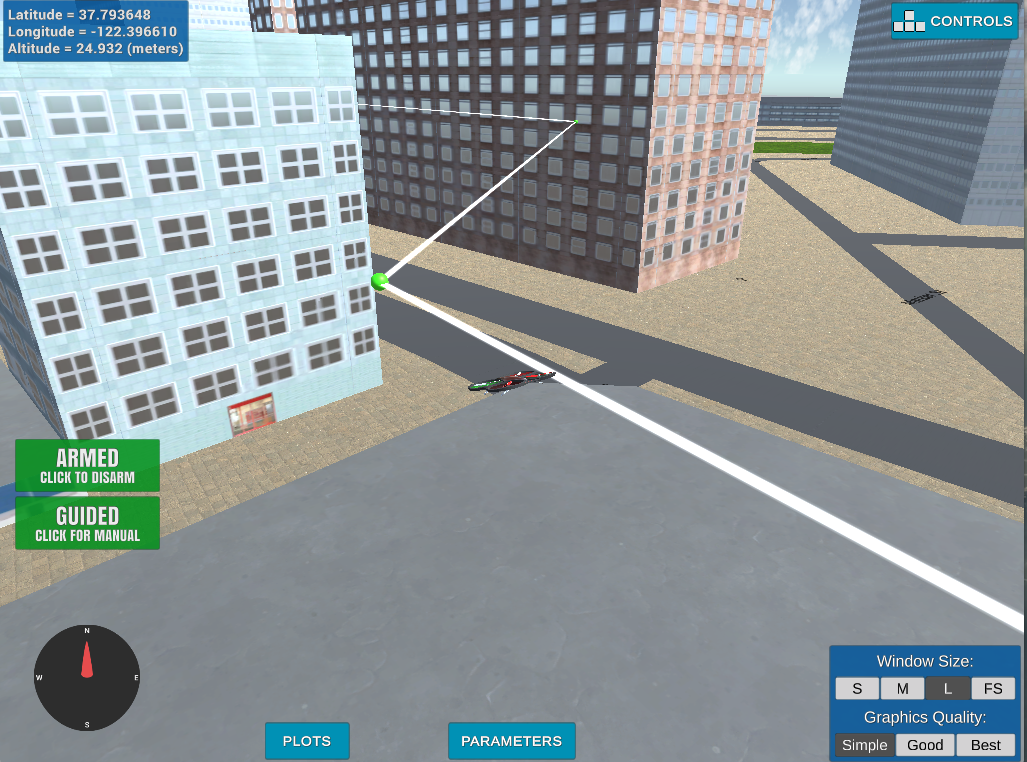 Latitude = 37.793648
Longitude = -122.396610
Altitude = 24.932 (meters)
CONTROLS
ARMED
CLICK TO DISARM
GUIDED
CLICK FOR MANUAL
N
W
E
S
PLOTS
PARAMETERS
Window Size:
S M L FS
Graphics Quality:
Simple Good Best